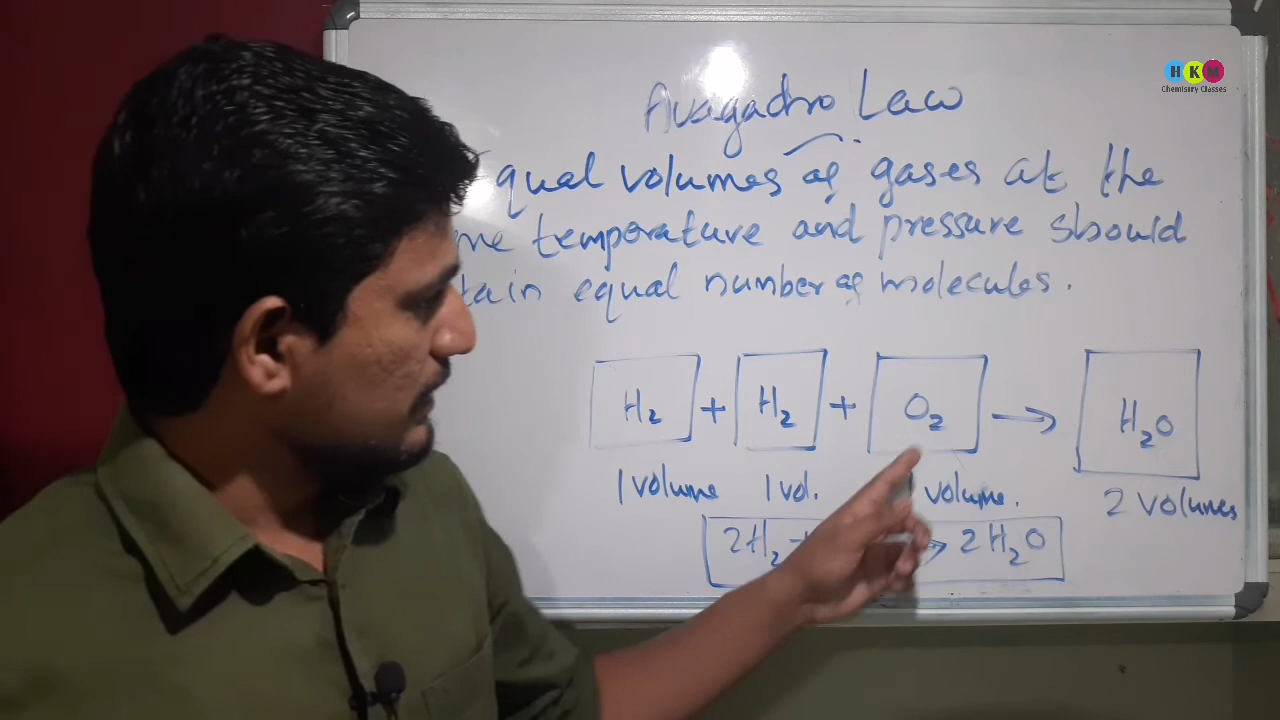 HKM
Chemistry Classes
Avagadro Law
qual volumes of gases at the
me temperature and pressure should
tain equal number of molecules.
H₂ + H₂ + O₂ → H₂O
1 volume 1 vol. 1 volume. 2 volumes
2H₂ + → 2H₂O